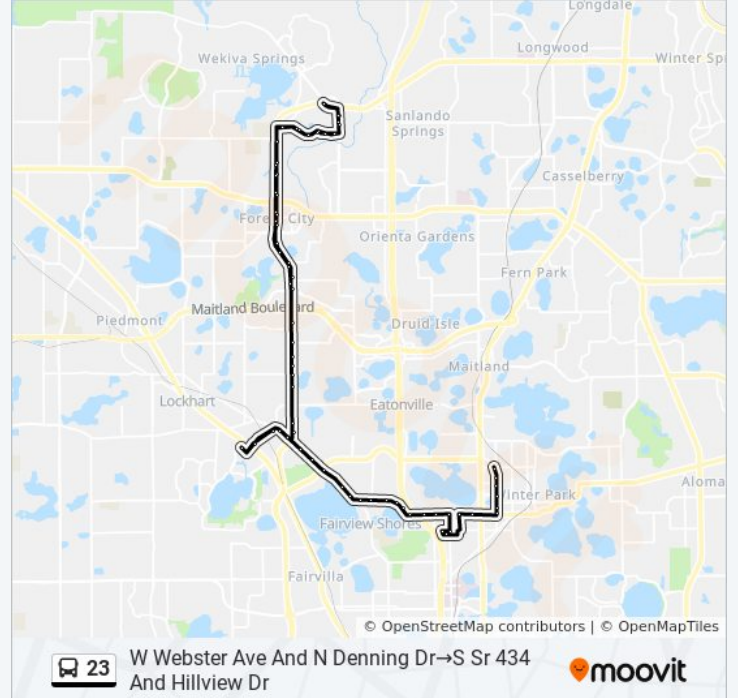 Longdale
Longwood
Wekiva Springs
Winter Spr
Sanlando
Springs
Casselberry
Forest City
Orienta Gardens
Fern Park
Maitland Boulevard
Piedmont
Druid Isle
Maitland
Lockhart
Eatonville
Aloma
Winter Park
Fairview Shores
Fairvilla
© OpenStreetMap contributors | © OpenMapTiles
23
W Webster Ave And N Denning Dr→S Sr 434
And Hillview Dr
moovit